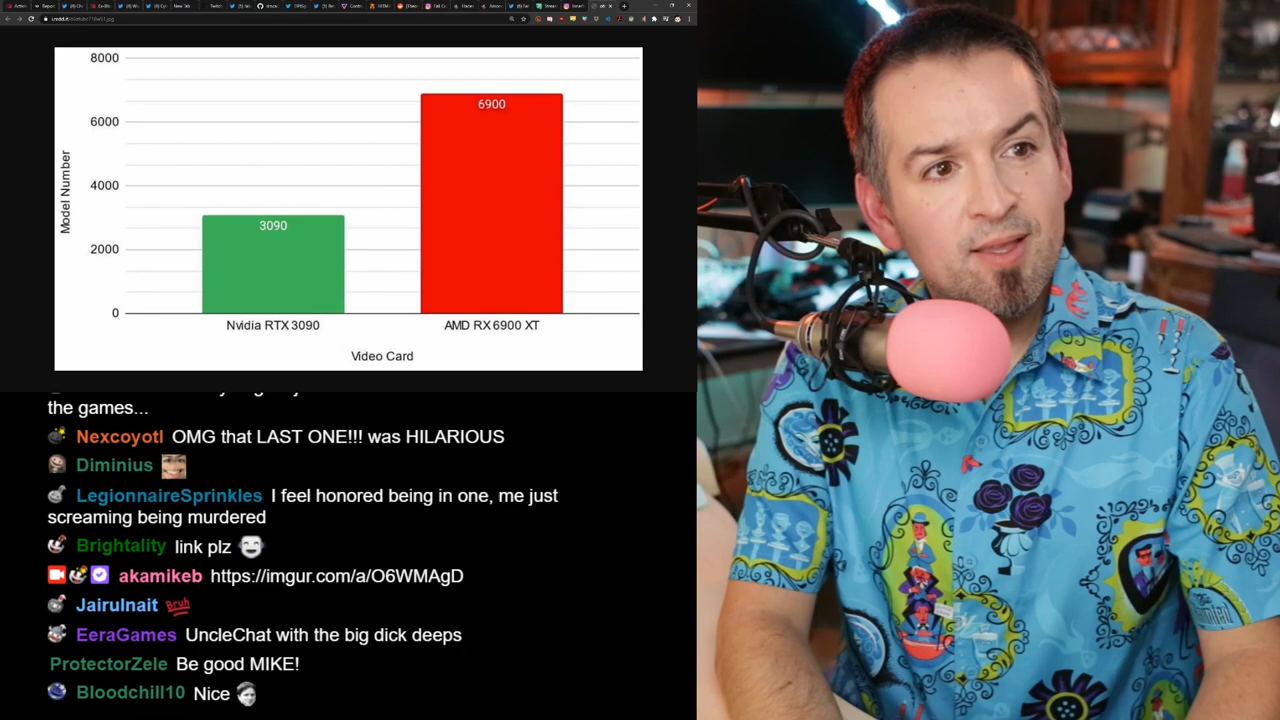 8000
6000
4000
2000
0
Model Number
3090
6900
Nvidia RTX 3090
AMD RX 6900 XT
Video Card
the games...
Nexcoyotl OMG that LAST ONE!!! was HILARIOUS
Diminius
LegionnaireSprinkles I feel honored being in one, me just
screaming being murdered
Brightality link plz
akamikeb https://imgur.com/a/O6WMAgD
JairuInait Bruh
EeraGames UncleChat with the big dick deeps
ProtectorZele Be good MIKE!
Bloodchill10 Nice